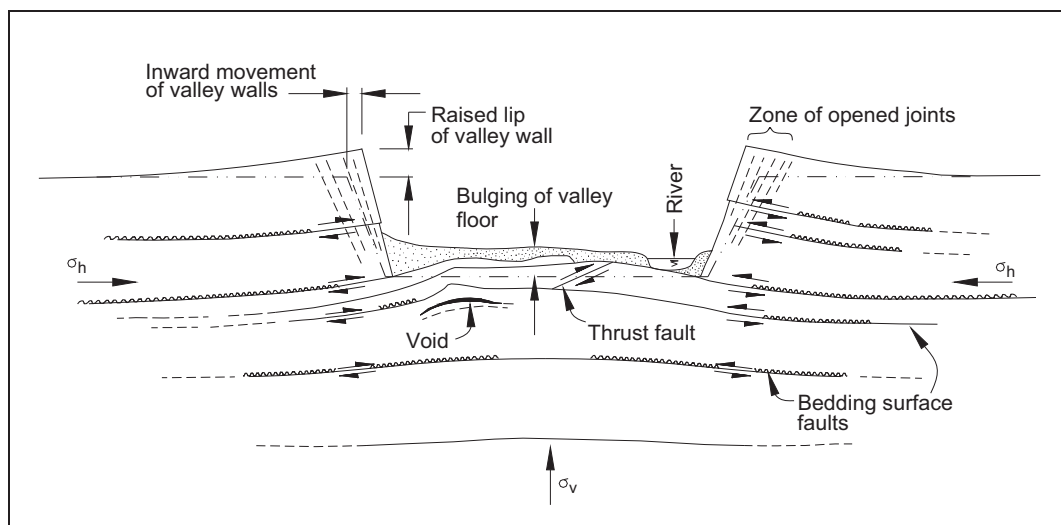 Inward movement
of valley walls
Raised lip
of valley wall
Zone of opened joints
Bulging of valley
floor
River
σh
σh
Void
Thrust fault
Bedding surface
faults
σv